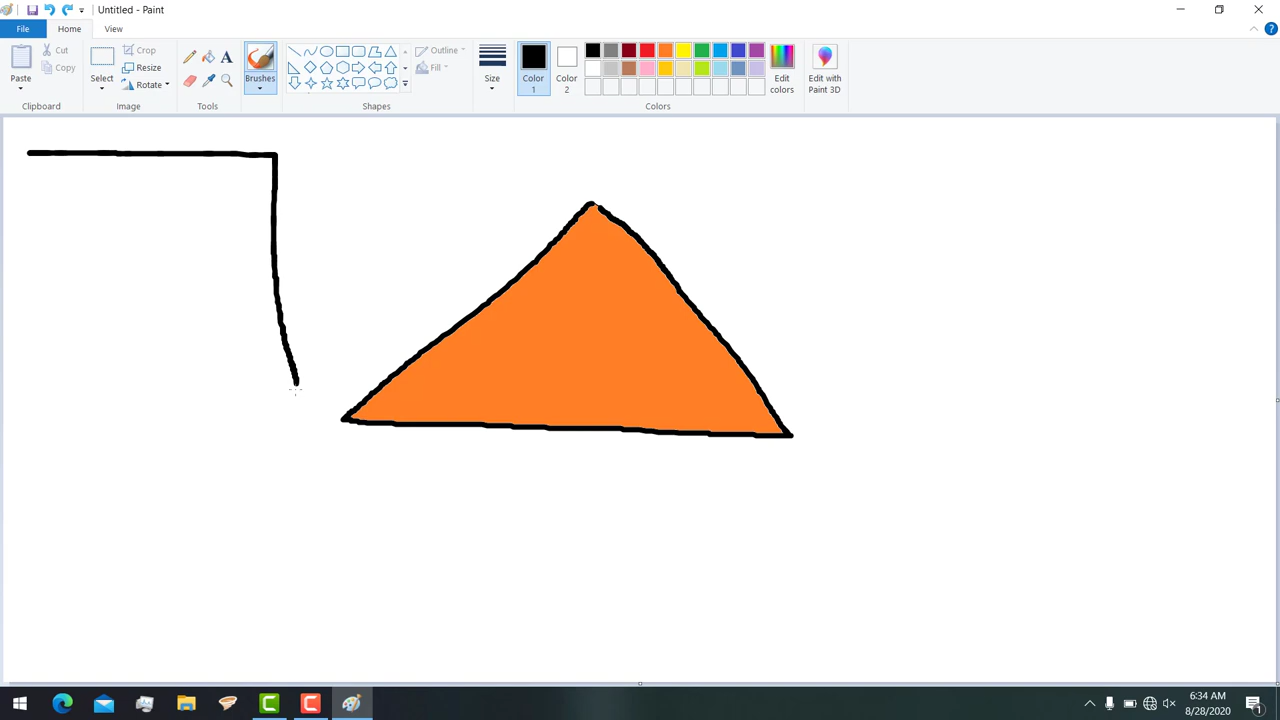 Untitled - Paint
File Home View
Paste
Cut
Copy
Clipboard
Select
Crop
Resize
Rotate
Image
Tools
Brushes
Shapes
Outline
Fill
Size
Color 1
Color 2
Colors
Edit colors
Edit with Paint 3D
6:34 AM
8/28/2020